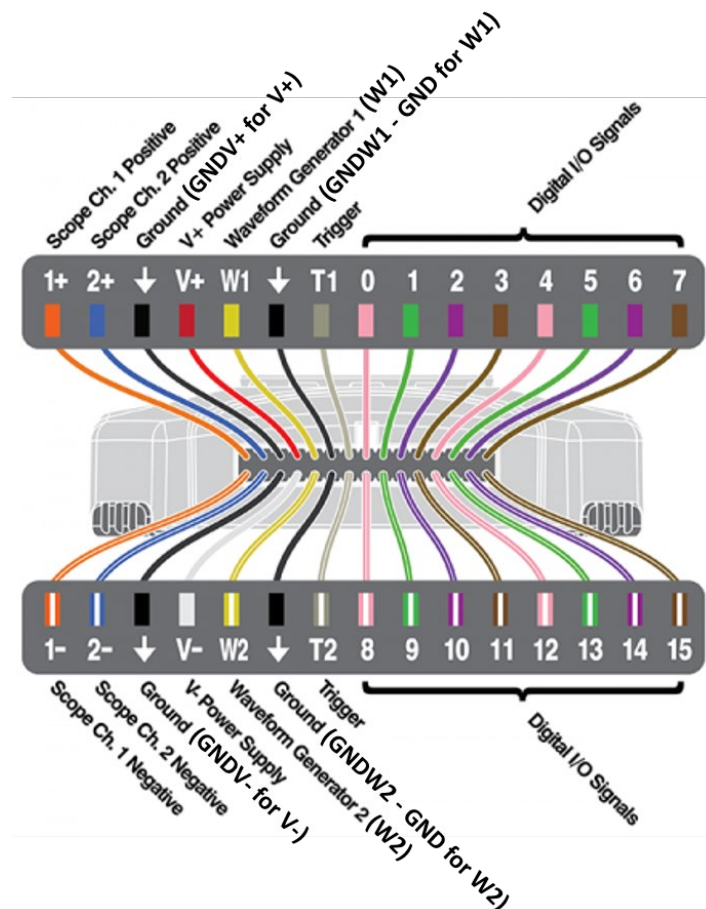 Scope Ch. 1 Positive
Scope Ch. 2 Positive
Ground (GNDV+ for V+)
V+ Power Supply
Waveform Generator 1 (W1)
Ground (GNDW1 - GND for W1)
Trigger
Digital I/O Signals
1+ 2+ V+ W1 T1 0 1 2 3 4 5 6 7
1- 2- V- W2 T2 8 9 10 11 12 13 14 15
Scope Ch. 1 Negative
Scope Ch. 2 Negative
Ground (GNDV- for V-)
V- Power Supply
Waveform Generator 2 (W2)
Ground (GNDW2 - GND for W2)
Trigger
Digital I/O Signals